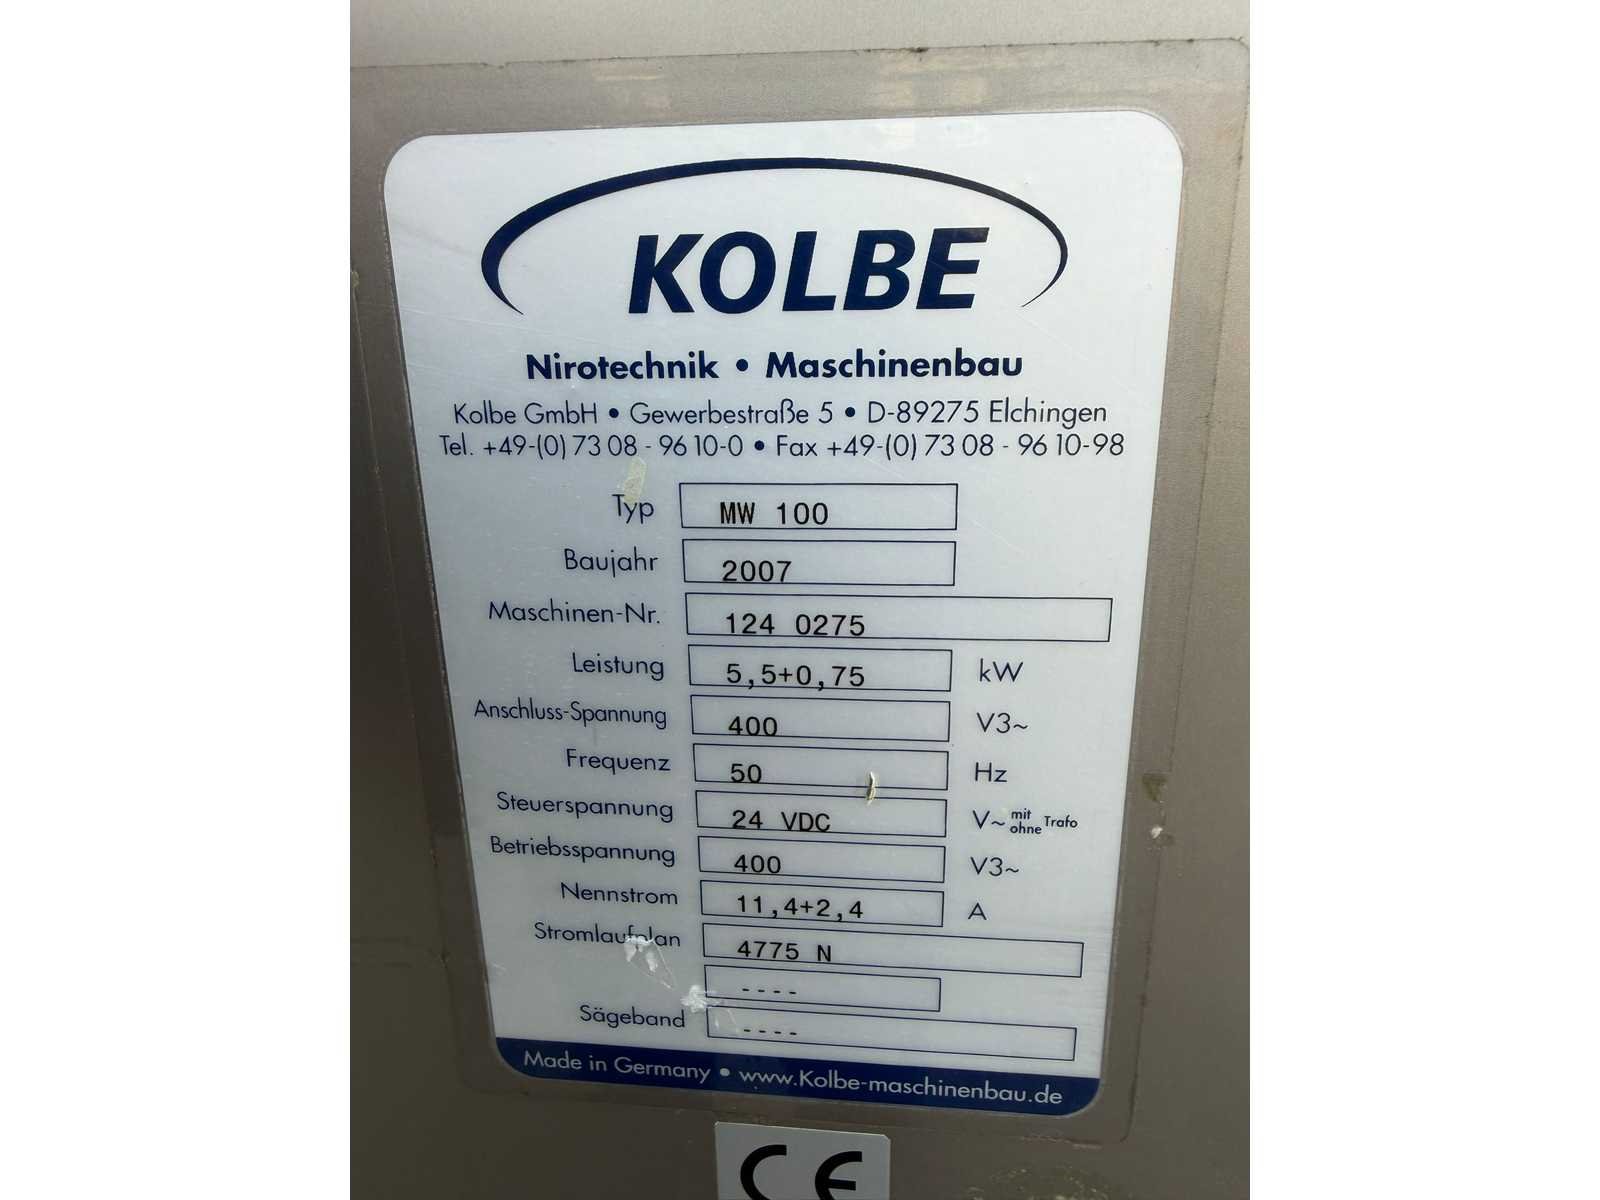 KOLBE
Nirotechnik • Maschinenbau
Kolbe GmbH • Gewerbestraße 5 • D-89275 Elchingen
Tel. +49-(0) 73 08 - 96 10-0 • Fax +49-(0) 73 08 - 96 10-98
Typ MW 100
Baujahr 2007
Maschinen-Nr. 124 0275
Leistung 5,5+0,75 kW
Anschluss-Spannung 400 V3~
Frequenz 50 Hz
Steuerspannung 24 VDC V~ mit ohne Trafo
Betriebsspannung 400 V3~
Nennstrom 11,4+2,4 A
Stromlaufplan 4775 N
----
Sägeband ----
Made in Germany • www.Kolbe-maschinenbau.de
CE